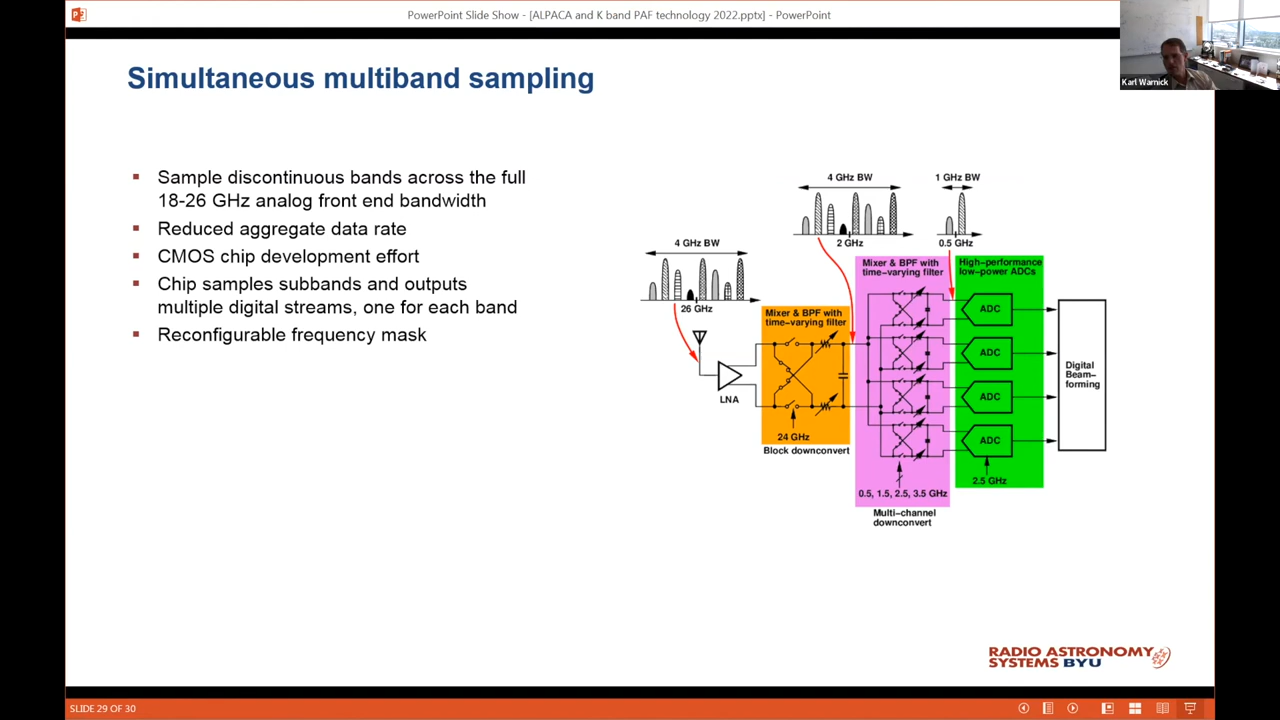 PowerPoint Slide Show - [ALPACA and K band PAF technology 2022.pptx] - PowerPoint
Karl Warnick
Simultaneous multiband sampling
Sample discontinuous bands across the full
18-26 GHz analog front end bandwidth
Reduced aggregate data rate
CMOS chip development effort
Chip samples subbands and outputs
multiple digital streams, one for each band
Reconfigurable frequency mask
4 GHz BW
26 GHz
4 GHz BW
2 GHz
1 GHz BW
0.5 GHz
LNA
Mixer & BPF with
time-varying filter
24 GHz
Block downconvert
Mixer & BPF with
time-varying filter
0.5, 1.5, 2.5, 3.5 GHz
Multi-channel
downconvert
High-performance
low-power ADCs
ADC
ADC
ADC
ADC
2.5 GHz
Digital
Beam-
forming
RADIO ASTRONOMY
SYSTEMS BYU
SLIDE 29 OF 30